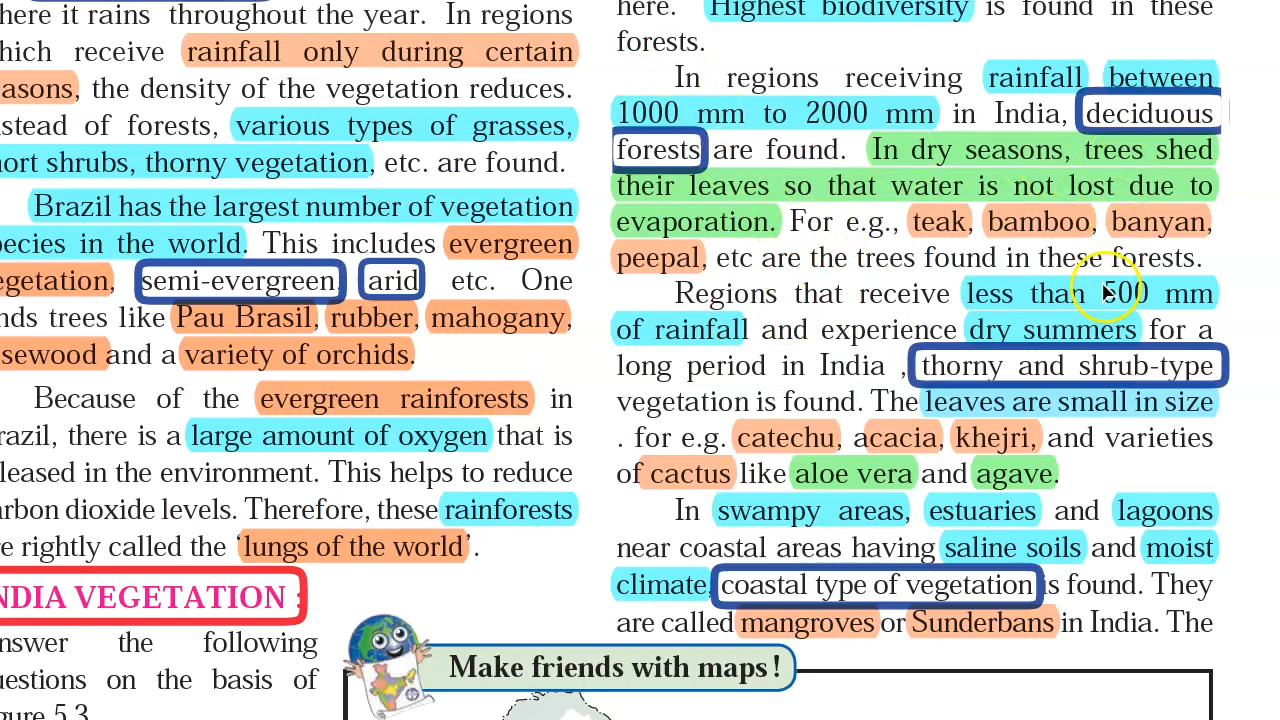 here it rains throughout the year. In regions
hich receive rainfall only during certain
easons, the density of the vegetation reduces.
nstead of forests, various types of grasses,
hort shrubs, thorny vegetation, etc. are found.
Brazil has the largest number of vegetation
pecies in the world. This includes evergreen
egetation, semi-evergreen, arid etc. One
nds trees like Pau Brasil, rubber, mahogany,
sewood and a variety of orchids.
Because of the evergreen rainforests in
razil, there is a large amount of oxygen that is
eleased in the environment. This helps to reduce
arbon dioxide levels. Therefore, these rainforests
re rightly called the ‘lungs of the world’.
NDIA VEGETATION :
nswer the following
uestions on the basis of
gure 5.3
here. Highest biodiversity is found in these
forests.
In regions receiving rainfall between
1000 mm to 2000 mm in India, deciduous
forests are found. In dry seasons, trees shed
their leaves so that water is not lost due to
evaporation. For e.g., teak, bamboo, banyan,
peepal, etc are the trees found in these forests.
Regions that receive less than 500 mm
of rainfall and experience dry summers for a
long period in India , thorny and shrub-type
vegetation is found. The leaves are small in size
. for e.g. catechu, acacia, khejri, and varieties
of cactus like aloe vera and agave.
In swampy areas, estuaries and lagoons
near coastal areas having saline soils and moist
climate, coastal type of vegetation is found. They
are called mangroves or Sunderbans in India. The
Make friends with maps !